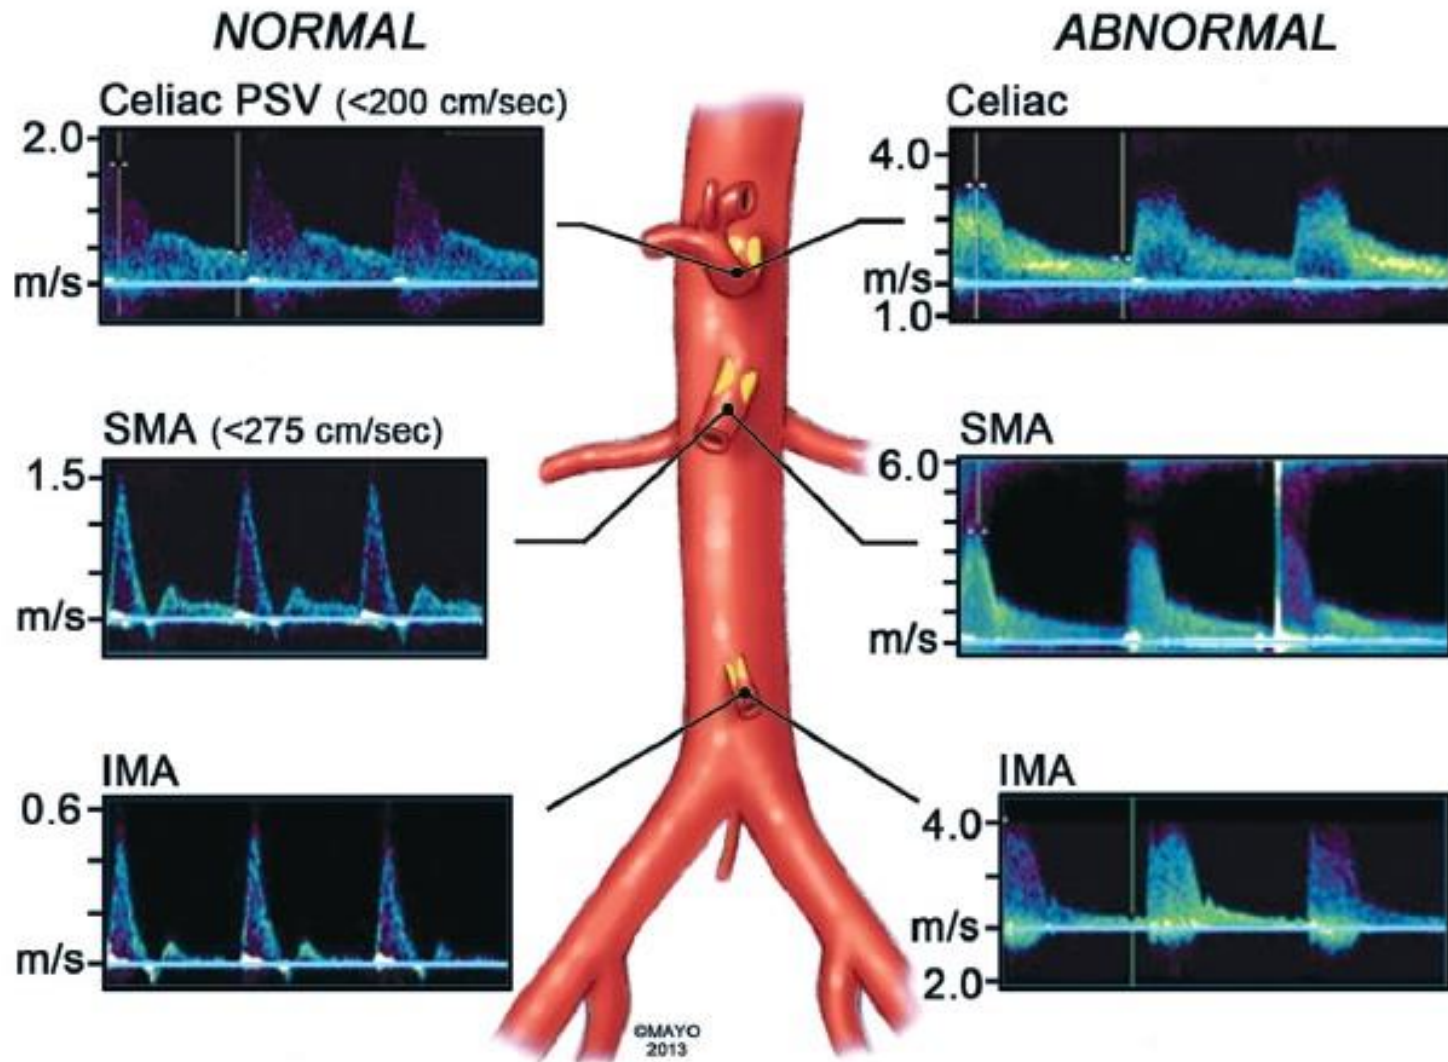 NORMAL
ABNORMAL
Celiac PSV (<200 cm/sec)
2.0
m/s
Celiac
4.0
m/s
1.0
SMA (<275 cm/sec)
1.5
m/s
SMA
6.0
m/s
IMA
0.6
m/s
IMA
4.0
m/s
2.0
©MAYO
2013